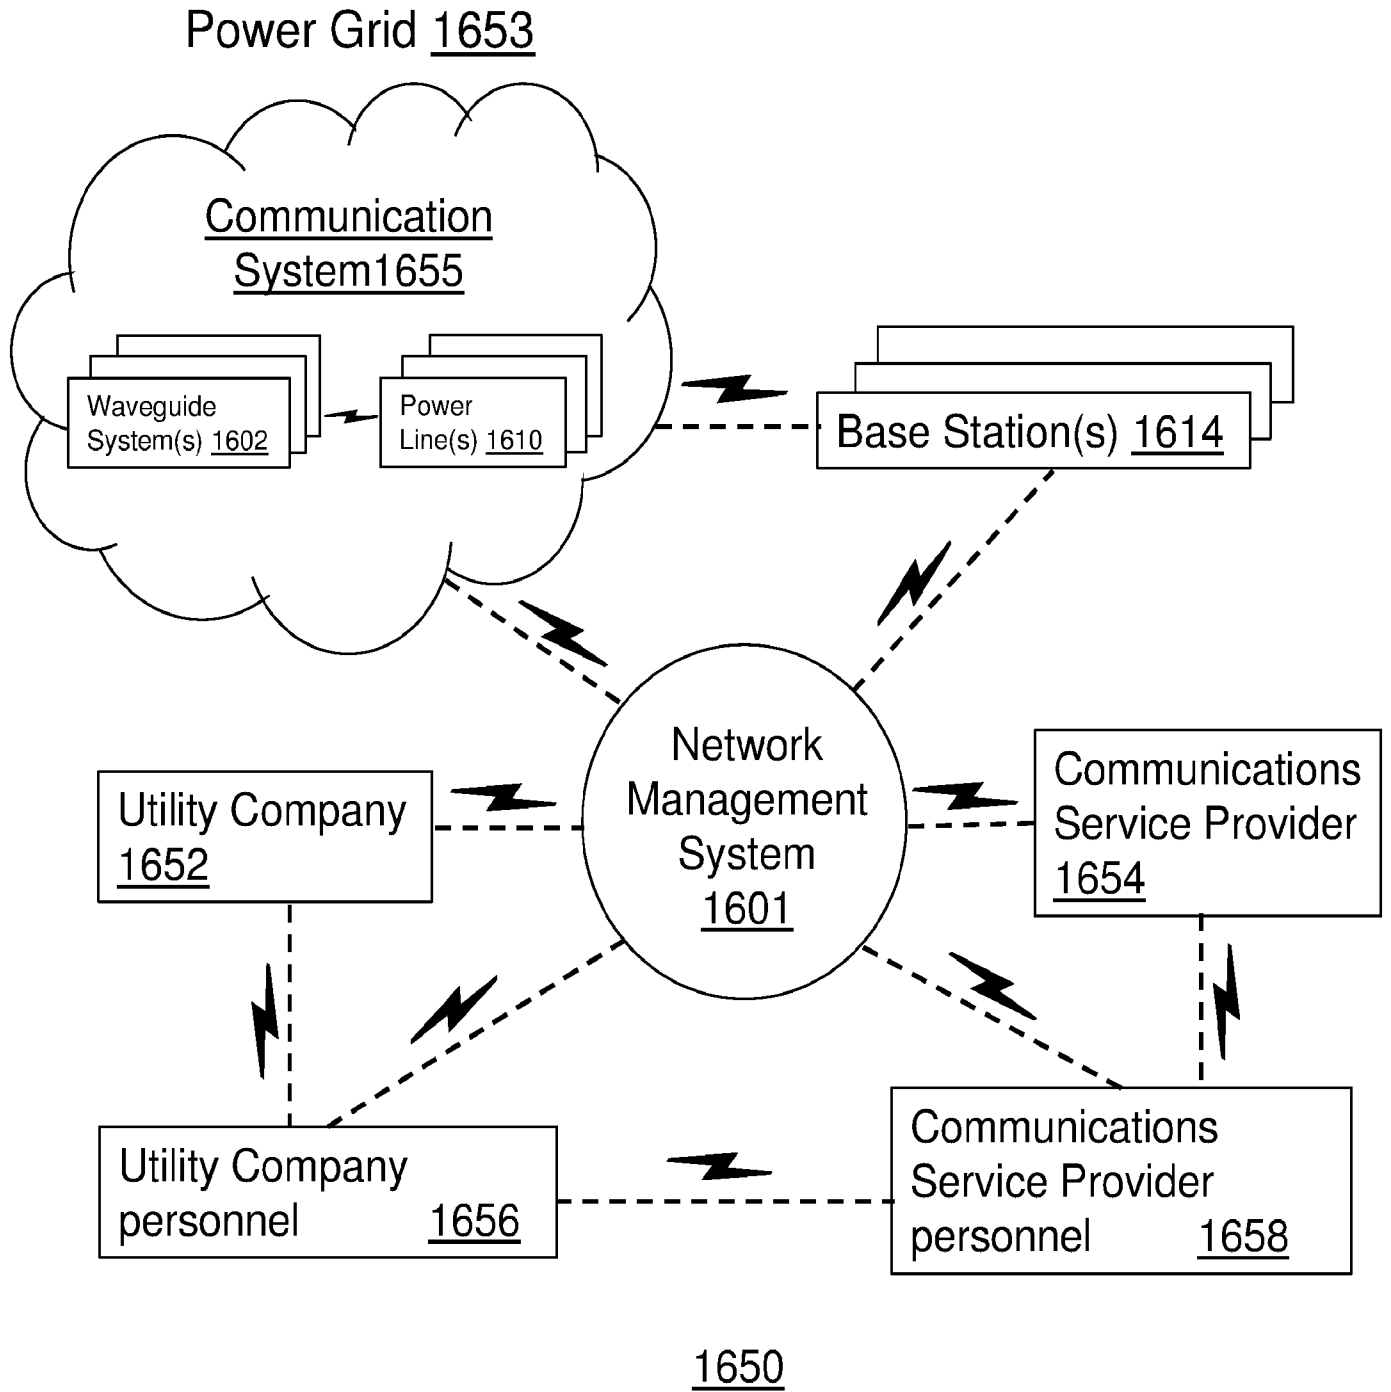 Power Grid 1653
Communication
System1655
Waveguide
System(s) 1602
Power
Line(s) 1610
Base Station(s) 1614
Network
Management
System
1601
Utility Company
1652
Communications
Service Provider
1654
Utility Company
personnel 1656
Communications
Service Provider
personnel 1658
1650